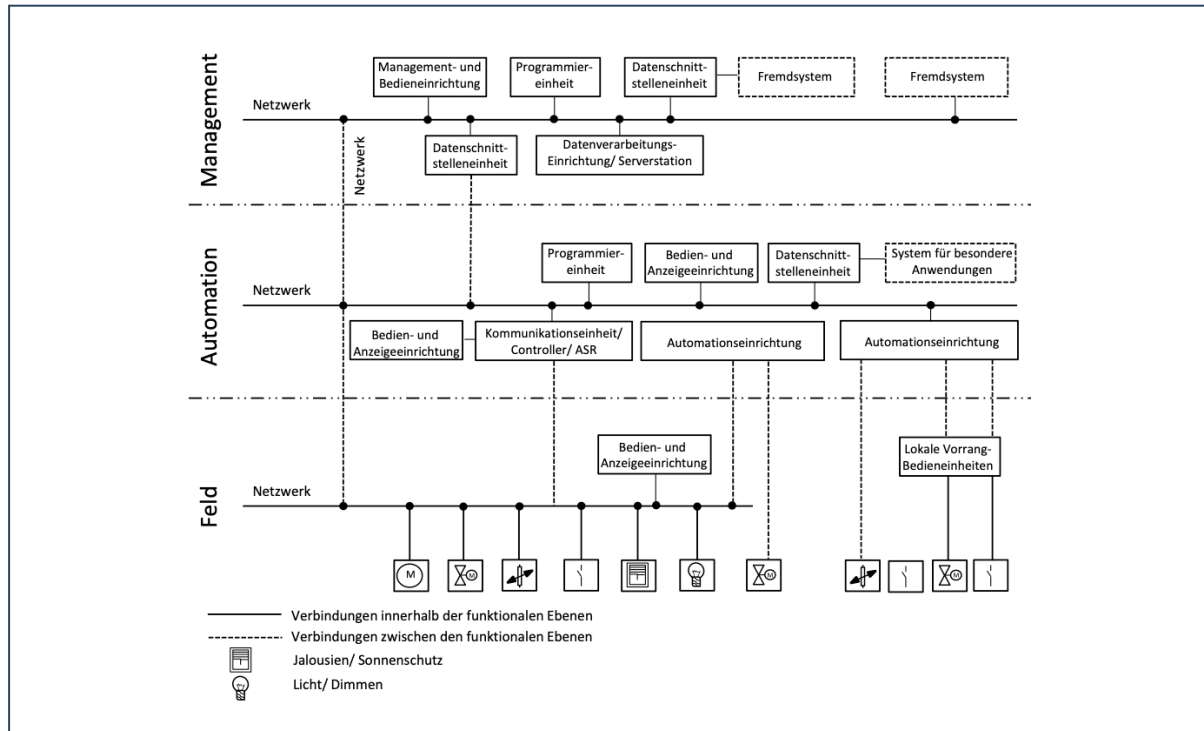 Management
Management- und
Bedieneinrichtung
Programmier-
einheit
Datenschnitt-
stelleneinheit
Fremdsystem
Fremdsystem
Netzwerk
Datenschnitt-
stelleneinheit
Datenverarbeitungs-
Einrichtung/ Serverstation
Netzwerk
Automation
Programmier-
einheit
Bedien- und
Anzeigeeinrichtung
Datenschnitt-
stelleneinheit
System für besondere
Anwendungen
Netzwerk
Bedien- und
Anzeigeeinrichtung
Kommunikationseinheit/
Controller/ ASR
Automationseinrichtung
Automationseinrichtung
Feld
Bedien- und
Anzeigeeinrichtung
Lokale Vorrang-
Bedieneinheiten
Netzwerk
M
M
M
M
Verbindungen innerhalb der funktionalen Ebenen
Verbindungen zwischen den funktionalen Ebenen
Jalousien/ Sonnenschutz
Licht/ Dimmen